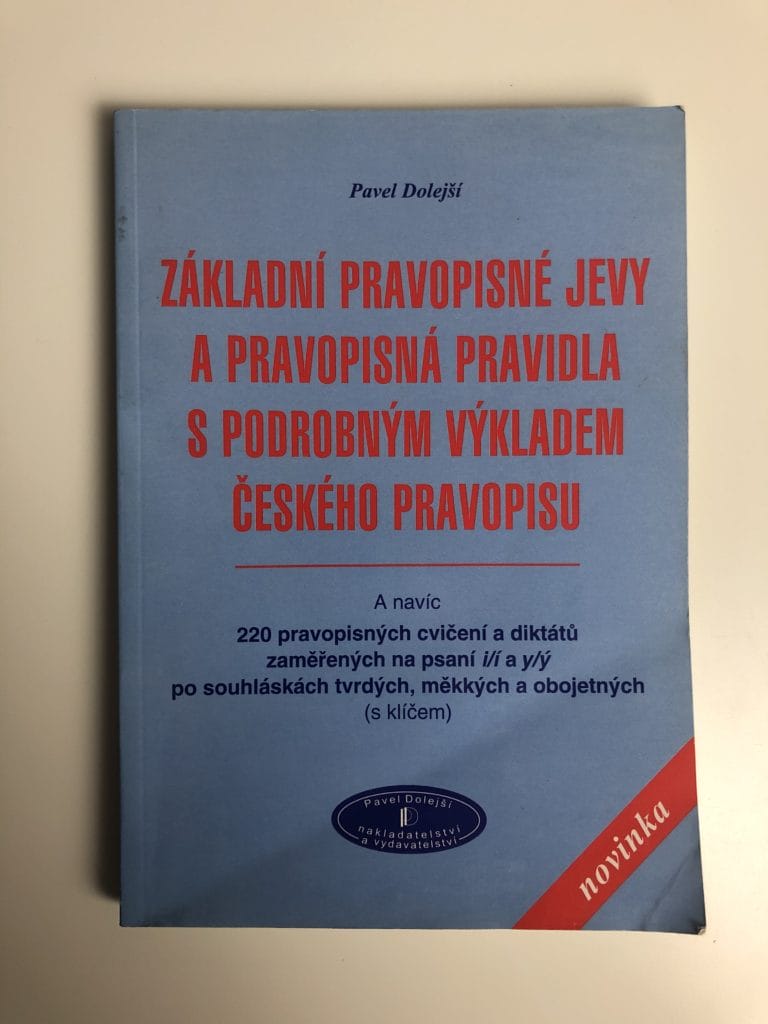 Pavel Dolejší
ZÁKLADNÍ PRAVOPISNÉ JEVY
A PRAVOPISNÁ PRAVIDLA
S PODROBNÝM VÝKLADEM
ČESKÉHO PRAVOPISU
A navíc
220 pravopisných cvičení a diktátů
zaměřených na psaní i/í a y/ý
po souhláskách tvrdých, měkkých a obojetných
(s klíčem)
Pavel Dolejší
PD
nakladatelství
a vydavatelství
novinka